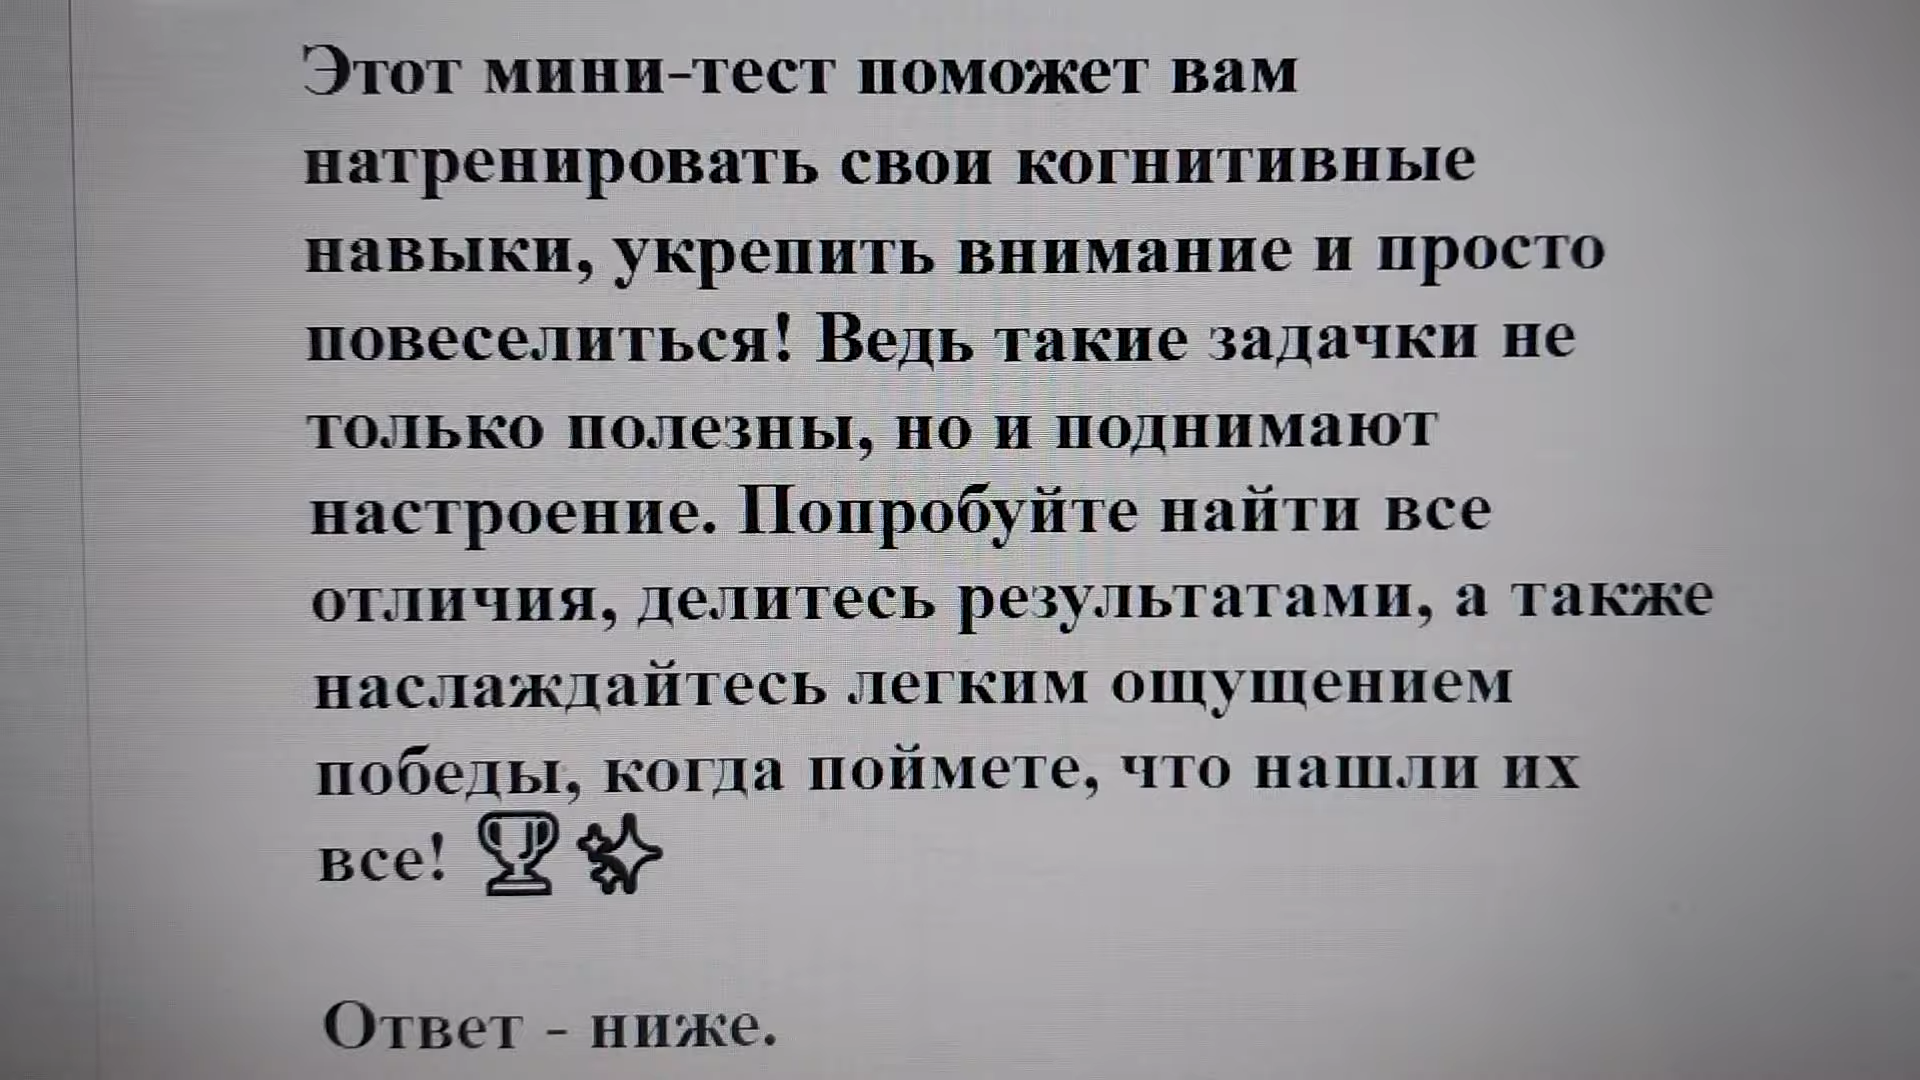 Этот мини-тест поможет вам
натренировать свои когнитивные
навыки, укрепить внимание и просто
повеселиться! Ведь такие задачки не
только полезны, но и поднимают
настроение. Попробуйте найти все
отличия, делитесь результатами, а также
наслаждайтесь легким ощущением
победы, когда поймете, что нашли их
все! 🏆✨
Ответ - ниже.